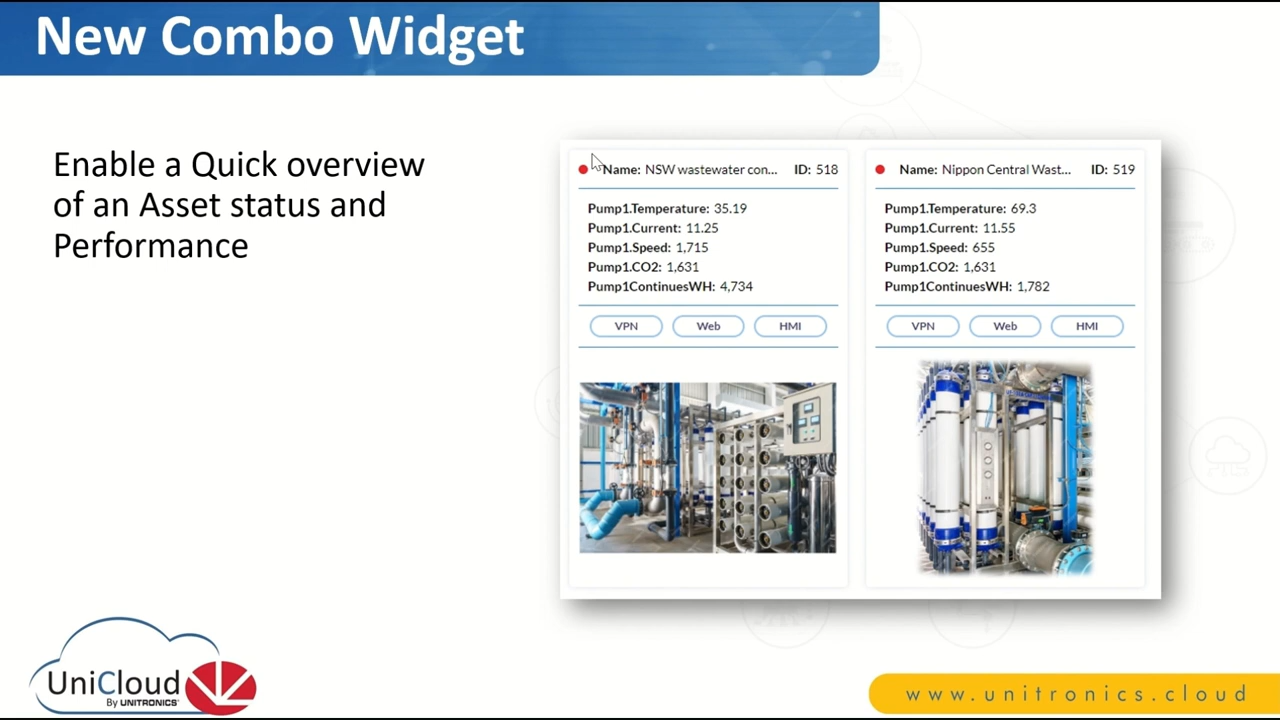 New Combo Widget
Enable a Quick overview
of an Asset status and
Performance
Name: NSW wastewater con... ID: 518
Pump1.Temperature: 35.19
Pump1.Current: 11.25
Pump1.Speed: 1,715
Pump1.CO2: 1,631
Pump1ContinuesWH: 4,734
VPN Web HMI
Name: Nippon Central Wast... ID: 519
Pump1.Temperature: 69.3
Pump1.Current: 11.55
Pump1.Speed: 655
Pump1.CO2: 1,631
Pump1ContinuesWH: 1,782
VPN Web HMI
UniCloud
By UNITRONICS
www.unitronics.cloud